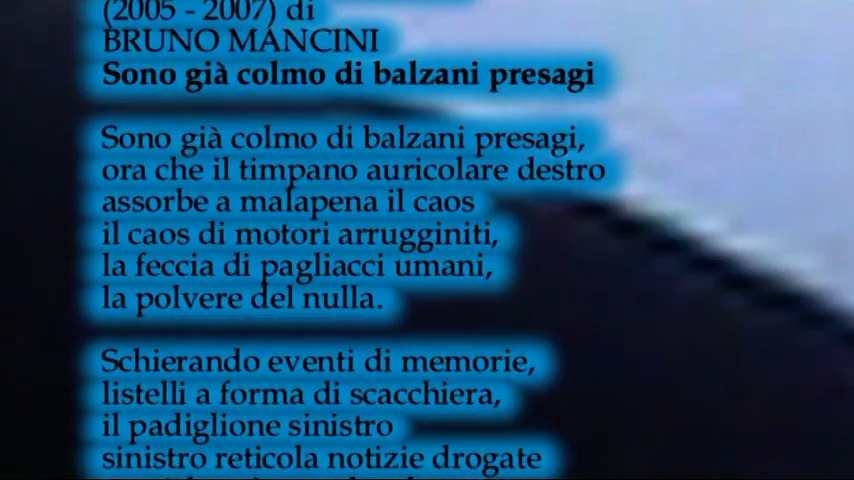 (2005 - 2007) di
BRUNO MANCINI
Sono già colmo di balzani presagi
Sono già colmo di balzani presagi,
ora che il timpano auricolare destro
assorbe a malapena il caos
il caos di motori arrugginiti,
la feccia di pagliacci umani,
la polvere del nulla.
Schierando eventi di memorie,
listelli a forma di scacchiera,
il padiglione sinistro
sinistro reticola notizie drogate